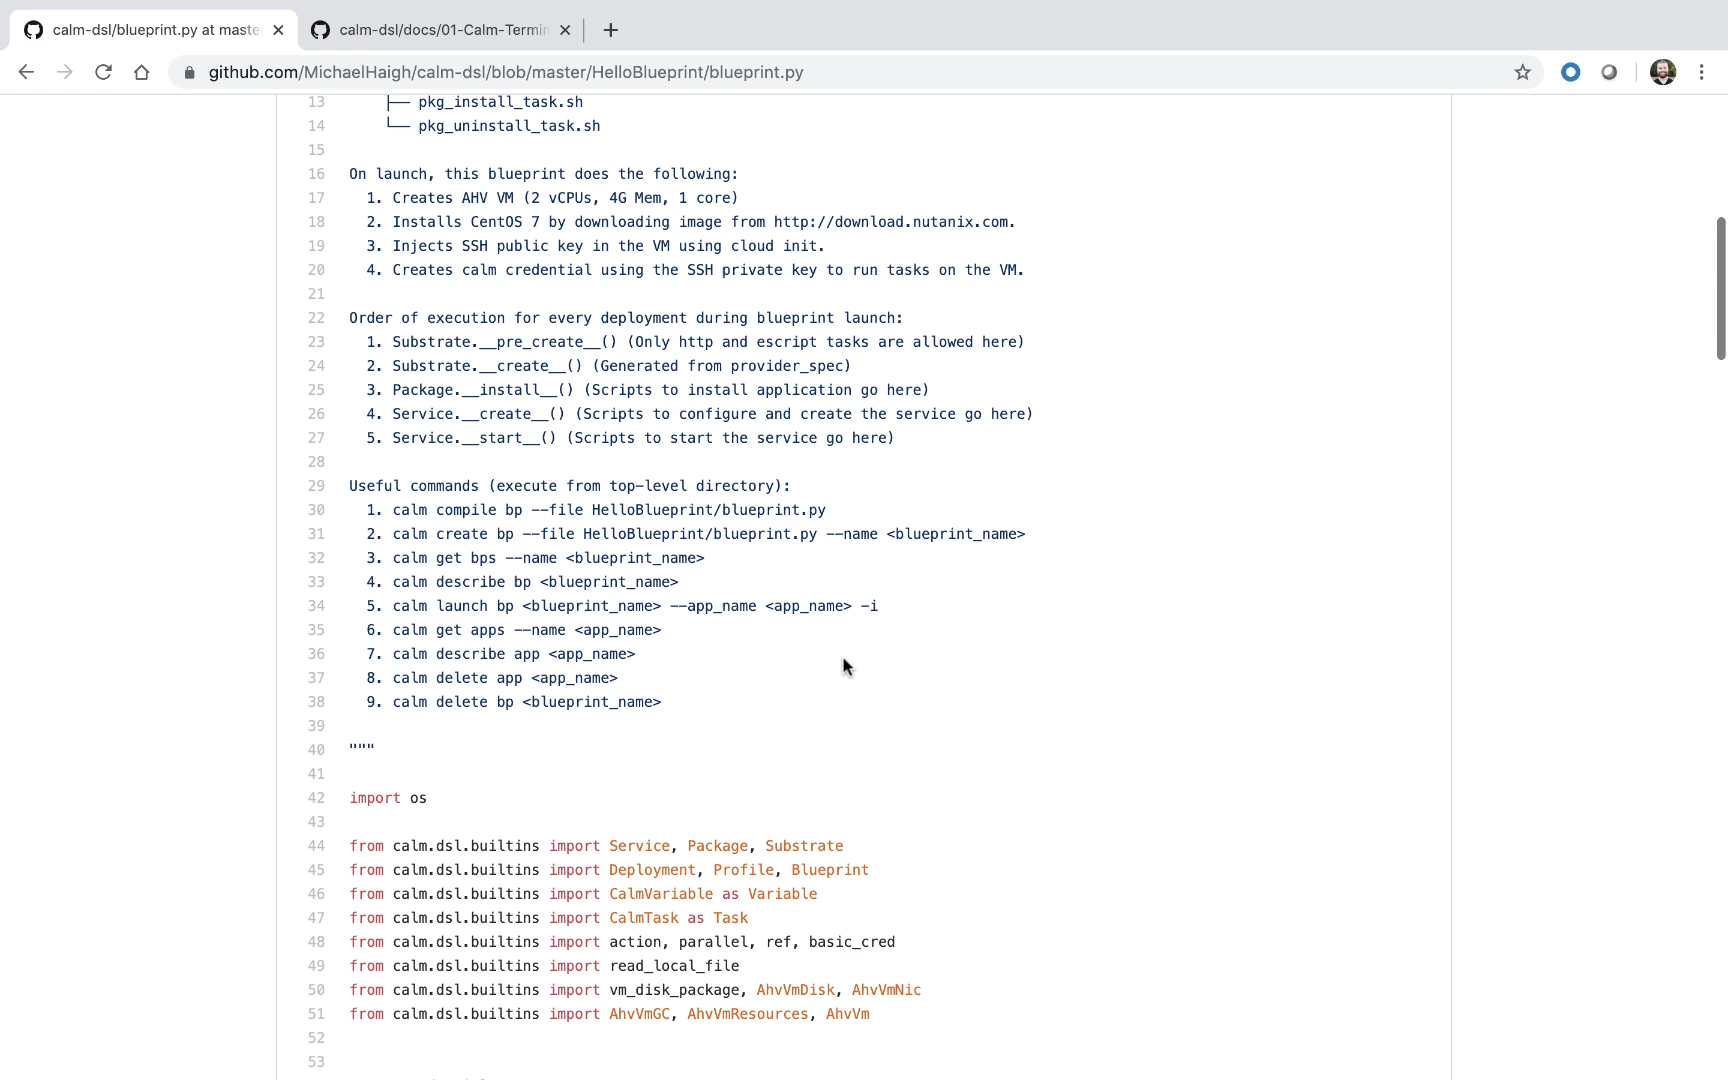 calm-dsl/blueprint.py at maste
calm-dsl/docs/01-Calm-Termin
github.com/MichaelHaigh/calm-dsl/blob/master/HelloBlueprint/blueprint.py
13 ├── pkg_install_task.sh
14 └── pkg_uninstall_task.sh
15
16 On launch, this blueprint does the following:
17 1. Creates AHV VM (2 vCPUs, 4G Mem, 1 core)
18 2. Installs CentOS 7 by downloading image from http://download.nutanix.com.
19 3. Injects SSH public key in the VM using cloud init.
20 4. Creates calm credential using the SSH private key to run tasks on the VM.
21
22 Order of execution for every deployment during blueprint launch:
23 1. Substrate.__pre_create__() (Only http and escript tasks are allowed here)
24 2. Substrate.__create__() (Generated from provider_spec)
25 3. Package.__install__() (Scripts to install application go here)
26 4. Service.__create__() (Scripts to configure and create the service go here)
27 5. Service.__start__() (Scripts to start the service go here)
28
29 Useful commands (execute from top-level directory):
30 1. calm compile bp --file HelloBlueprint/blueprint.py
31 2. calm create bp --file HelloBlueprint/blueprint.py --name <blueprint_name>
32 3. calm get bps --name <blueprint_name>
33 4. calm describe bp <blueprint_name>
34 5. calm launch bp <blueprint_name> --app_name <app_name> -i
35 6. calm get apps --name <app_name>
36 7. calm describe app <app_name>
37 8. calm delete app <app_name>
38 9. calm delete bp <blueprint_name>
39
40 """
41
42 import os
43
44 from calm.dsl.builtins import Service, Package, Substrate
45 from calm.dsl.builtins import Deployment, Profile, Blueprint
46 from calm.dsl.builtins import CalmVariable as Variable
47 from calm.dsl.builtins import CalmTask as Task
48 from calm.dsl.builtins import action, parallel, ref, basic_cred
49 from calm.dsl.builtins import read_local_file
50 from calm.dsl.builtins import vm_disk_package, AhvVmDisk, AhvVmNic
51 from calm.dsl.builtins import AhvVmGC, AhvVmResources, AhvVm
52
53